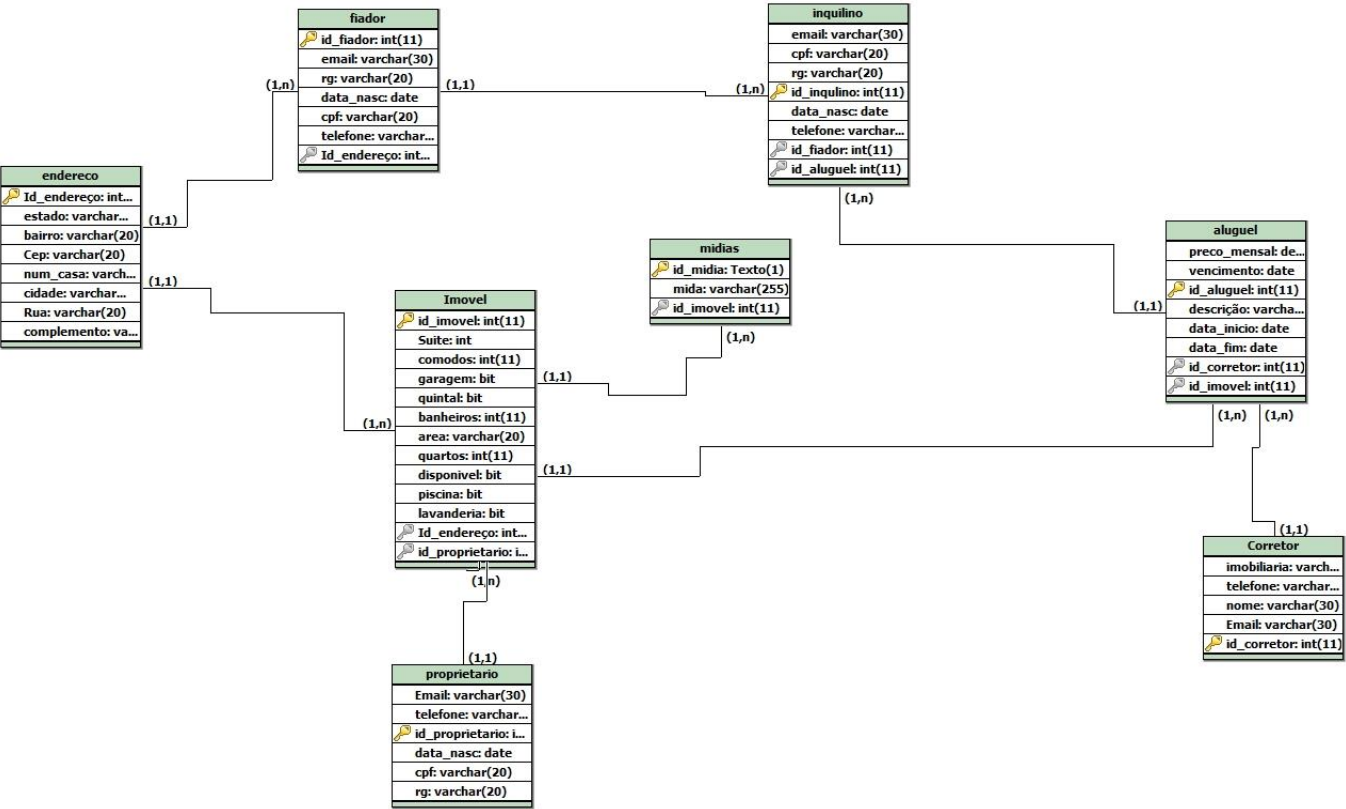 fiador
id_fiador: int(11)
email: varchar(30)
rg: varchar(20)
data_nasc: date
cpf: varchar(20)
telefone: varchar...
Id_endereço: int...
(1,n)
(1,1)
inquilino
email: varchar(30)
cpf: varchar(20)
rg: varchar(20)
id_inqulino: int(11)
data_nasc: date
telefone: varchar...
id_fiador: int(11)
id_aluguel: int(11)
(1,n)
(1,n)
endereco
Id_endereço: int...
estado: varchar...
bairro: varchar(20)
Cep: varchar(20)
num_casa: varch...
cidade: varchar...
Rua: varchar(20)
complemento: va...
(1,1)
(1,1)
midias
id_midia: Texto(1)
mida: varchar(255)
id_imovel: int(11)
(1,n)
aluguel
preco_mensal: de...
vencimento: date
id_aluguel: int(11)
descrição: varcha...
data_inicio: date
data_fim: date
id_corretor: int(11)
id_imovel: int(11)
(1,1)
(1,n)
(1,n)
Imovel
id_imovel: int(11)
Suite: int
comodos: int(11)
garagem: bit
quintal: bit
banheiros: int(11)
area: varchar(20)
quartos: int(11)
disponivel: bit
piscina: bit
lavanderia: bit
Id_endereço: int...
id_proprietario: i...
(1,1)
(1,n)
(1,1)
(1,n)
(1,1)
Corretor
imobiliaria: varch...
telefone: varchar...
nome: varchar(30)
Email: varchar(30)
id_corretor: int(11)
(1,1)
proprietario
Email: varchar(30)
telefone: varchar...
id_proprietario: i...
data_nasc: date
cpf: varchar(20)
rg: varchar(20)